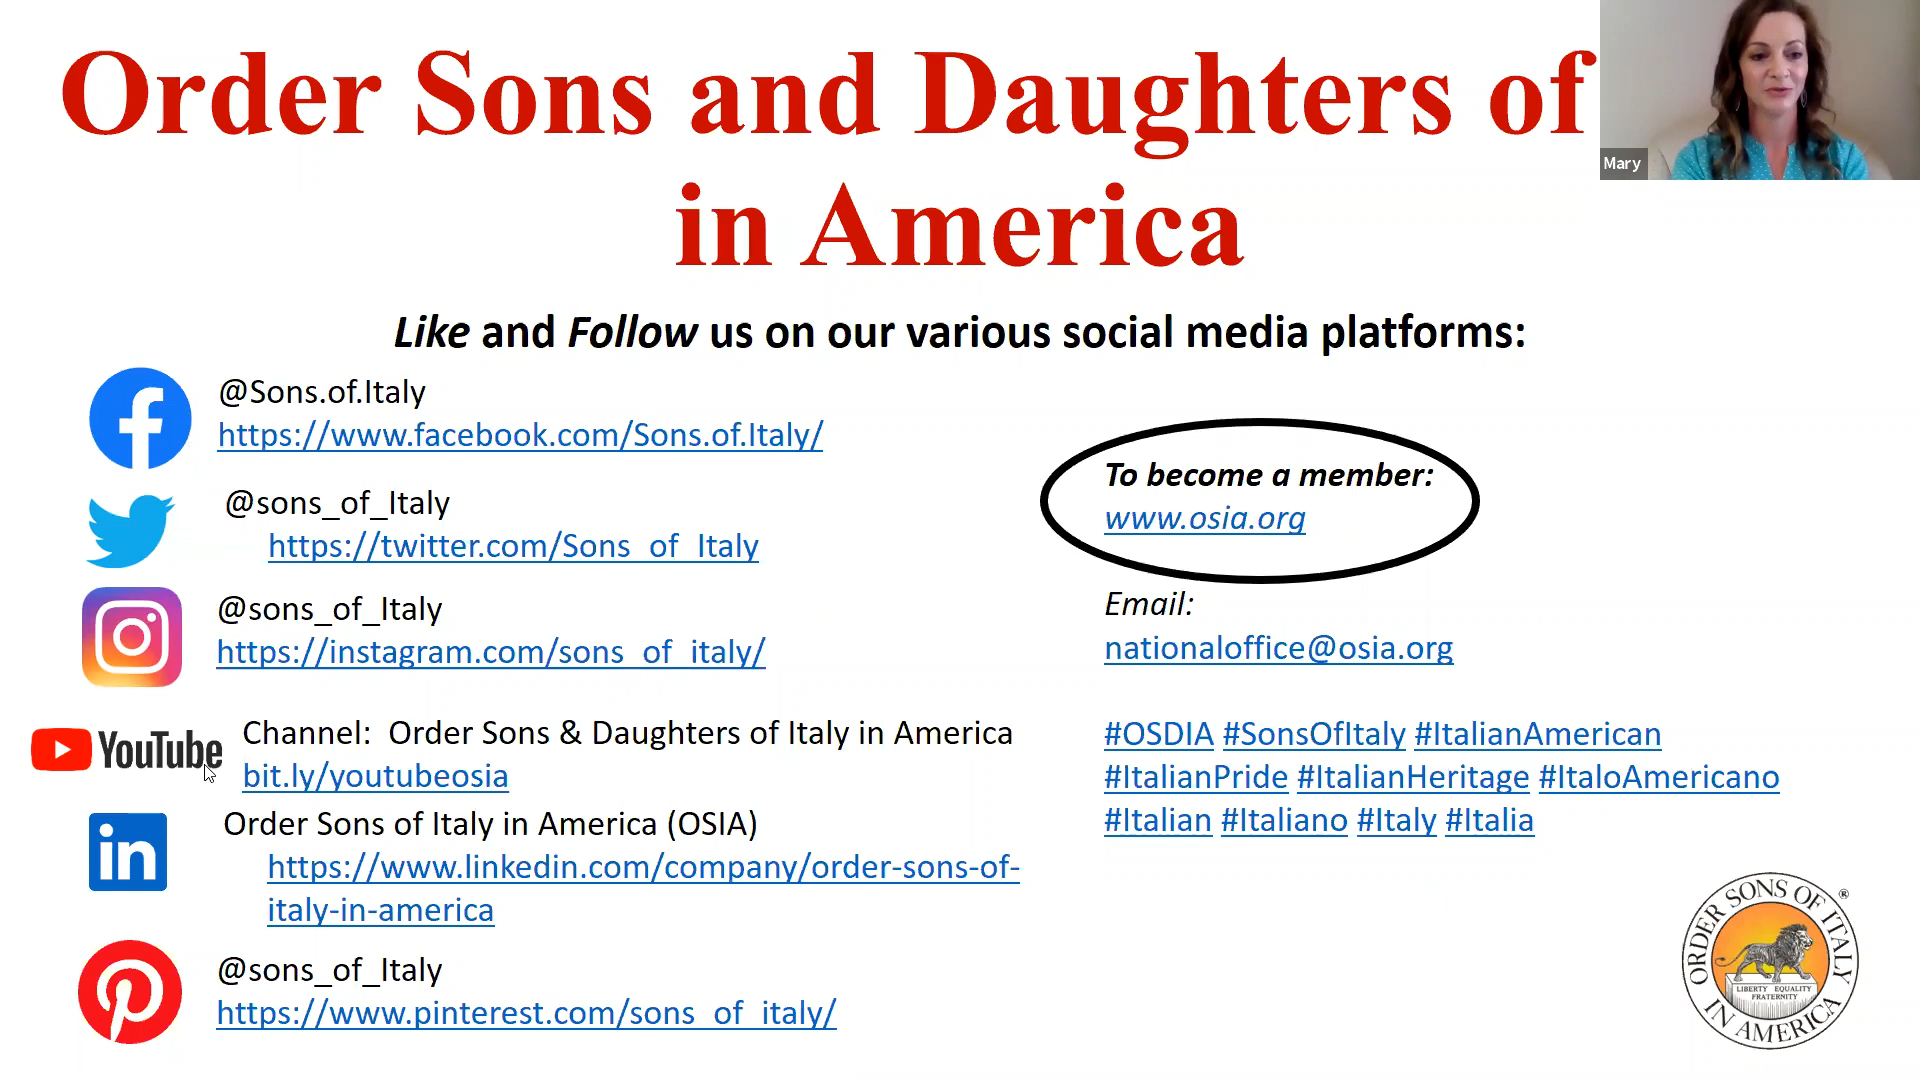 Order Sons and Daughters of
in America
Mary
Like and Follow us on our various social media platforms:
@Sons.of.Italy
https://www.facebook.com/Sons.of.Italy/
@sons_of_Italy
https://twitter.com/Sons_of_Italy
@sons_of_Italy
https://instagram.com/sons_of_italy/
YouTube
Channel:  Order Sons & Daughters of Italy in America
bit.ly/youtubeosia
in
Order Sons of Italy in America (OSIA)
https://www.linkedin.com/company/order-sons-of-
italy-in-america
@sons_of_Italy
https://www.pinterest.com/sons_of_italy/
To become a member:
www.osia.org
Email:
nationaloffice@osia.org
#OSDIA #SonsOfItaly #ItalianAmerican
#ItalianPride #ItalianHeritage #ItaloAmericano
#Italian #Italiano #Italy #Italia
ORDER SONS OF ITALY ®
LIBERTY EQUALITY
FRATERNITY
IN AMERICA